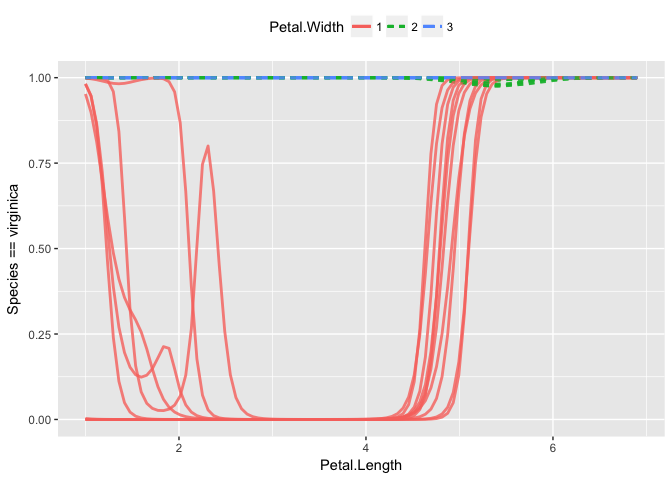 Petal.Width 1 2 3
1.00
0.75
0.50
0.25
0.00
Species == virginica
2 4 6
Petal.Length